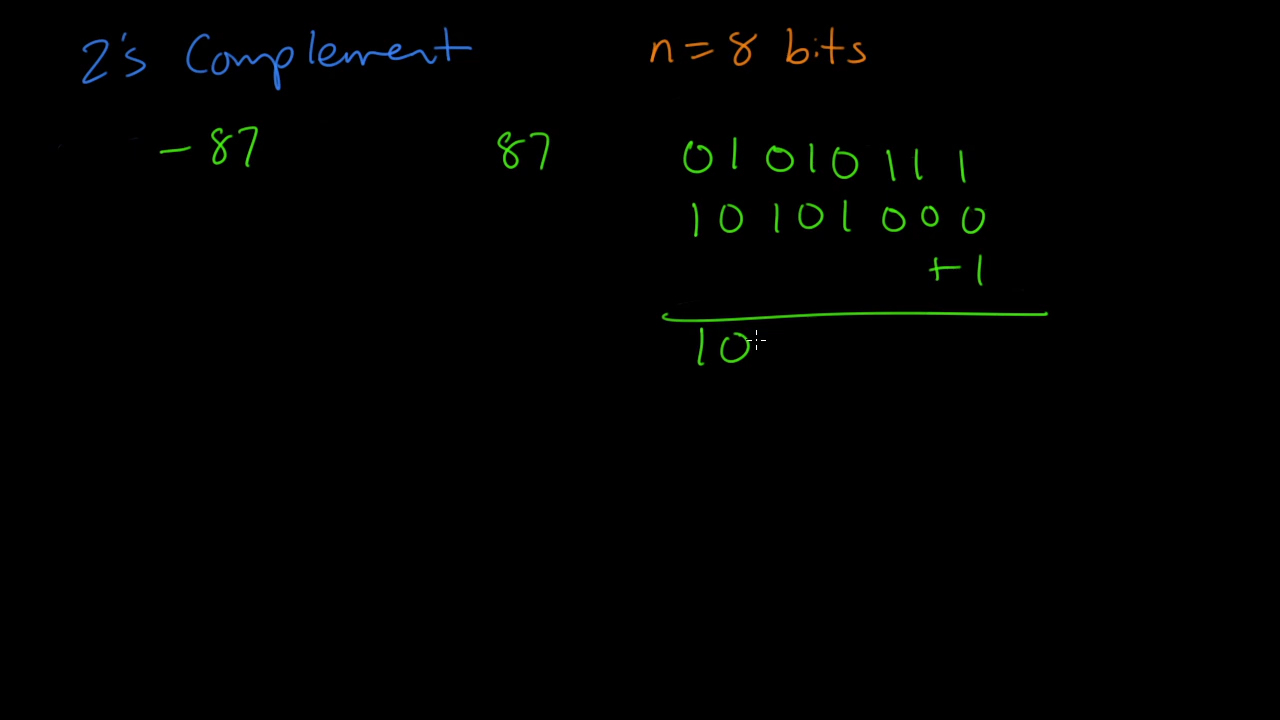 2's Complement n = 8 bits
- 87 87 01010111
10101000
+1
10